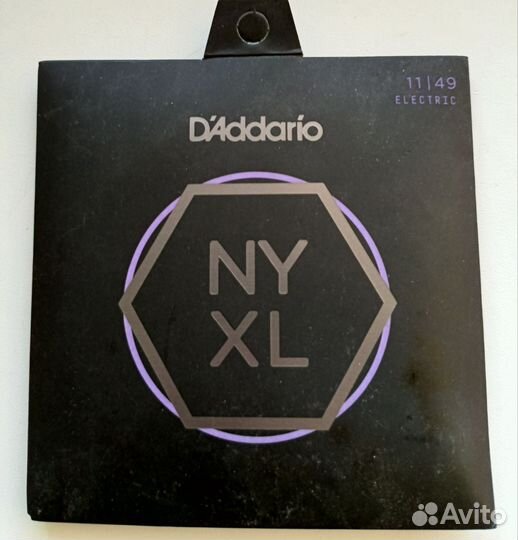 11|49
ELECTRIC
D'Addario
NY
XL
Avito